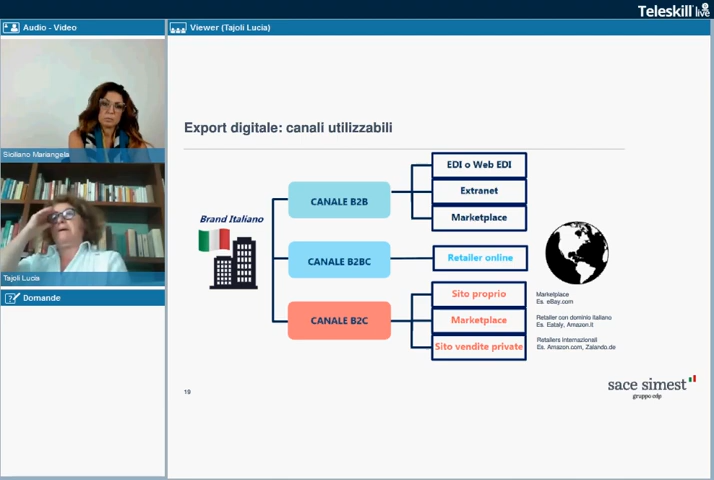 Teleskill live
Audio - Video
Viewer (Tajoli Lucia)
Siciliano Mariangela
Tajoli Lucia
Domande
Export digitale: canali utilizzabili
Brand Italiano
CANALE B2B
EDI o Web EDI
Extranet
Marketplace
CANALE B2BC
Retailer online
CANALE B2C
Sito proprio
Marketplace
Sito vendite private
Marketplace
Es. eBay.com
Retailer con dominio italiano
Es. Eataly, Amazon.it
Retailers internazionali
Es. Amazon.com, Zalando.de
19
sace simest
gruppo cdp